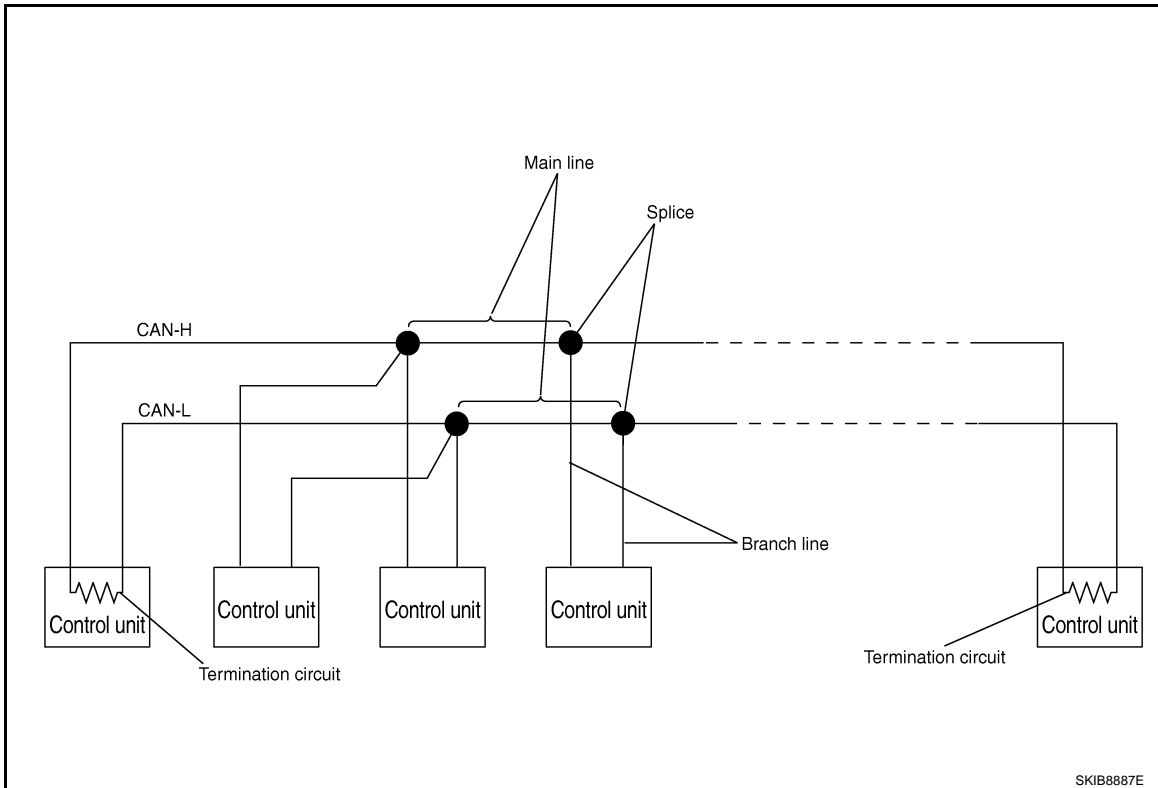 Main line
Splice
CAN-H
CAN-L
Branch line
Control unit
Control unit
Control unit
Control unit
Control unit
Termination circuit
Termination circuit
SKIB8887E